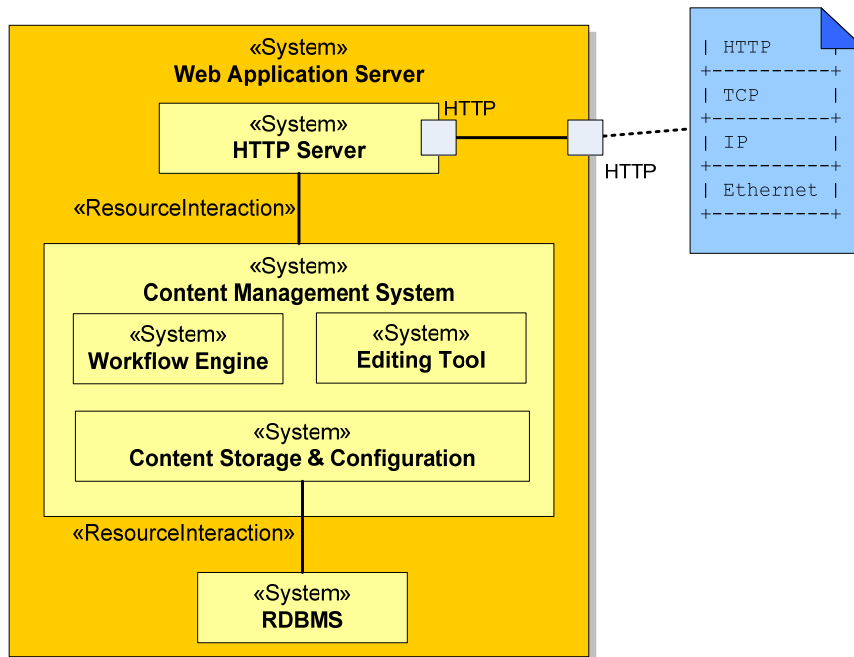 «System»
Web Application Server
«System»
HTTP Server
HTTP
HTTP
«ResourceInteraction»
«System»
Content Management System
«System»
Workflow Engine
«System»
Editing Tool
«System»
Content Storage & Configuration
«ResourceInteraction»
«System»
RDBMS
| HTTP |
+----------+
| TCP |
+----------+
| IP |
+----------+
| Ethernet |
+----------+